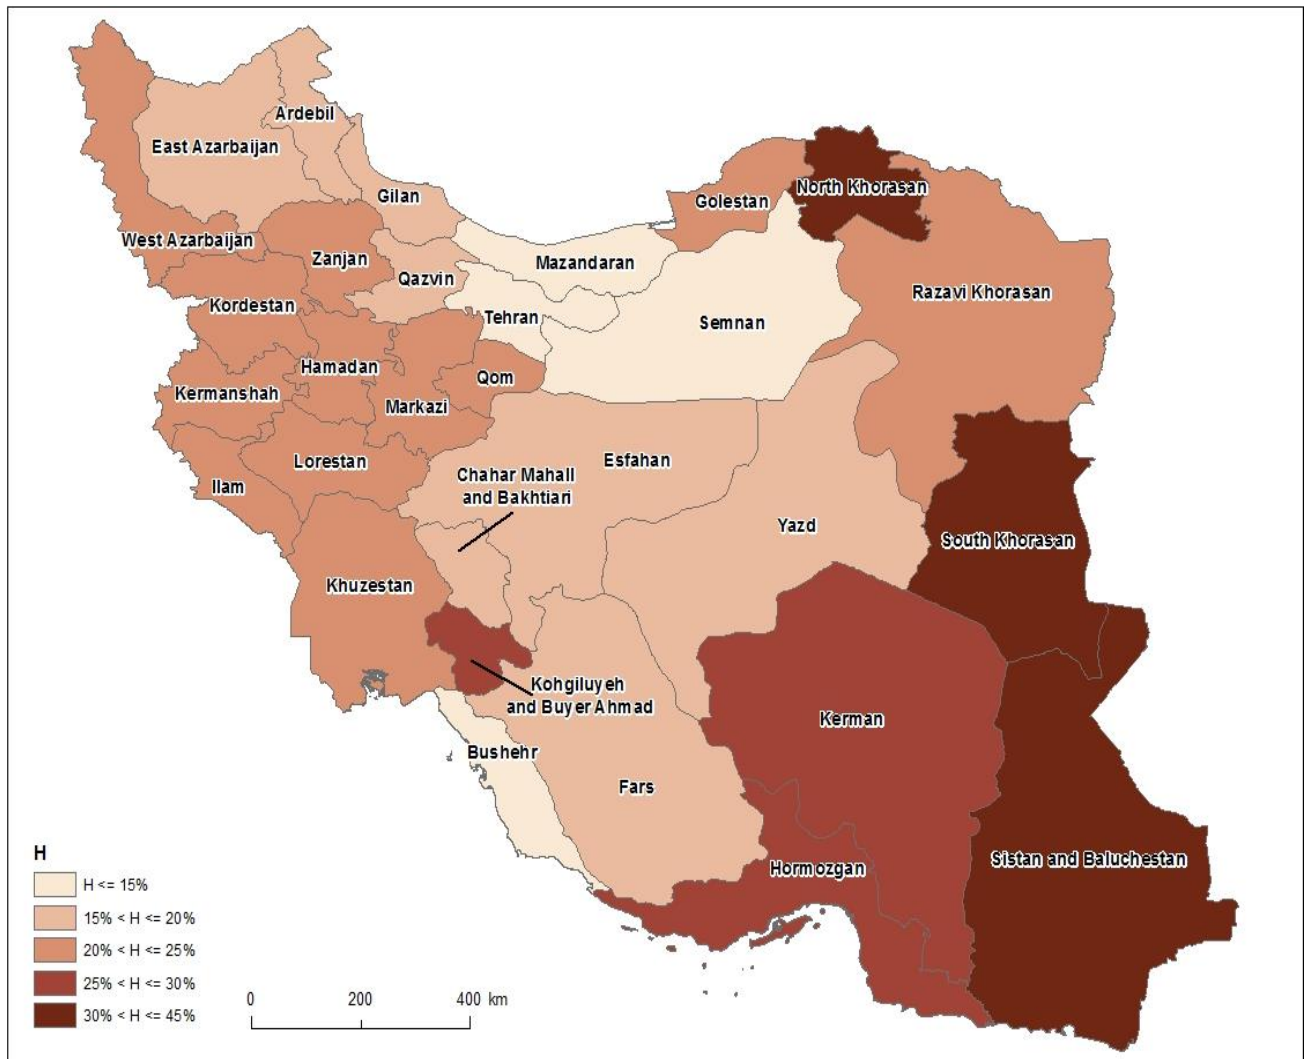 Ardebil
East Azarbaijan
Gilan
North Khorasan
Golestan
West Azarbaijan
Zanjan
Mazandaran
Qazvin
Razavi Khorasan
Kordestan
Tehran
Semnan
Hamadan
Qom
Kermanshah
Markazi
Lorestan
Esfahan
Ilam
Chahar Mahall
and Bakhtiari
Yazd
South Khorasan
Khuzestan
Kohgiluyeh
and Buyer Ahmad
Kerman
Bushehr
Fars
Sistan and Baluchestan
Hormozgan
H
H <= 15%
15% < H <= 20%
20% < H <= 25%
25% < H <= 30%
30% < H <= 45%
0 200 400 km